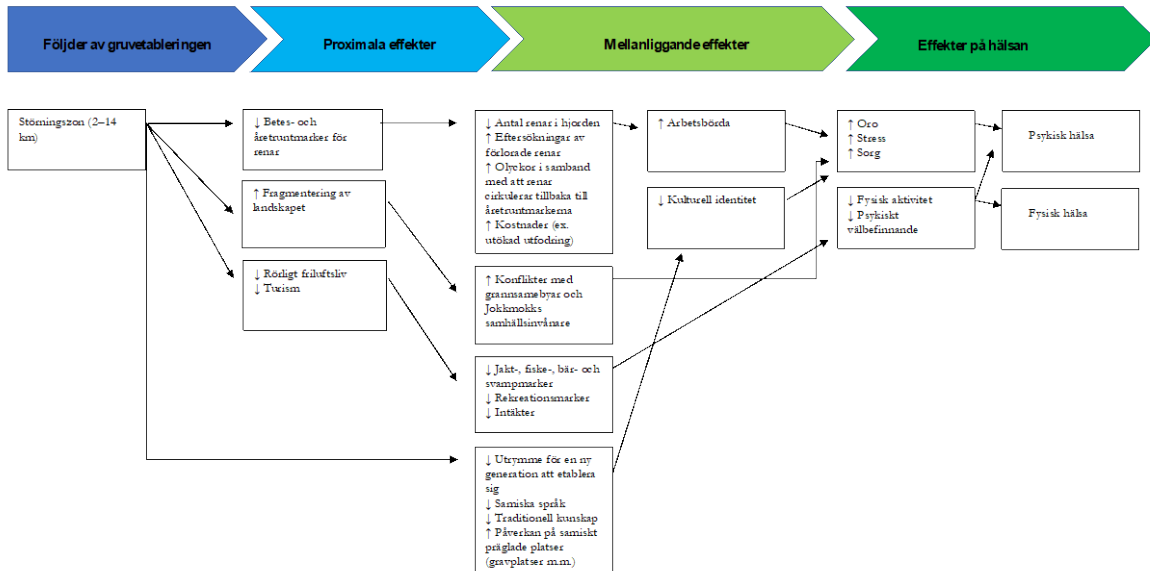 Följder av gruvetableringen
Proximala effekter
Mellanliggande effekter
Effekter på hälsan
Störningszon (2–14
km)
↓ Betes- och
åretruntmarker för
renar
↑ Fragmentering av
landskapet
↓ Rörligt friluftsliv
↓ Turism
↓ Antal renar i hjorden
↑ Eftersökningar av
förlorade renar
↑ Olyckor i samband
med att renar
cirkulerar tillbaka till
åretruntmarkerna
↑ Kostnader (ex.
utökad utfodring)
↑ Konflikter med
grannsamebyar och
Jokkmokks
samhällsinvånare
↓ Jakt-, fiske-, bär- och
svampmarker
↓ Rekreationsmarker
↓ Intäkter
↓ Utrymme för en ny
generation att etablera
sig
↓ Samiska språk
↓ Traditionell kunskap
↑ Påverkan på samiskt
präglade platser
(gravplatser m.m.)
↑ Arbetsbörda
↓ Kulturell identitet
↑ Oro
↑ Stress
↑ Sorg
↓ Fysisk aktivitet
↓ Psykiskt
välbefinnande
Psykisk hälsa
Fysisk hälsa